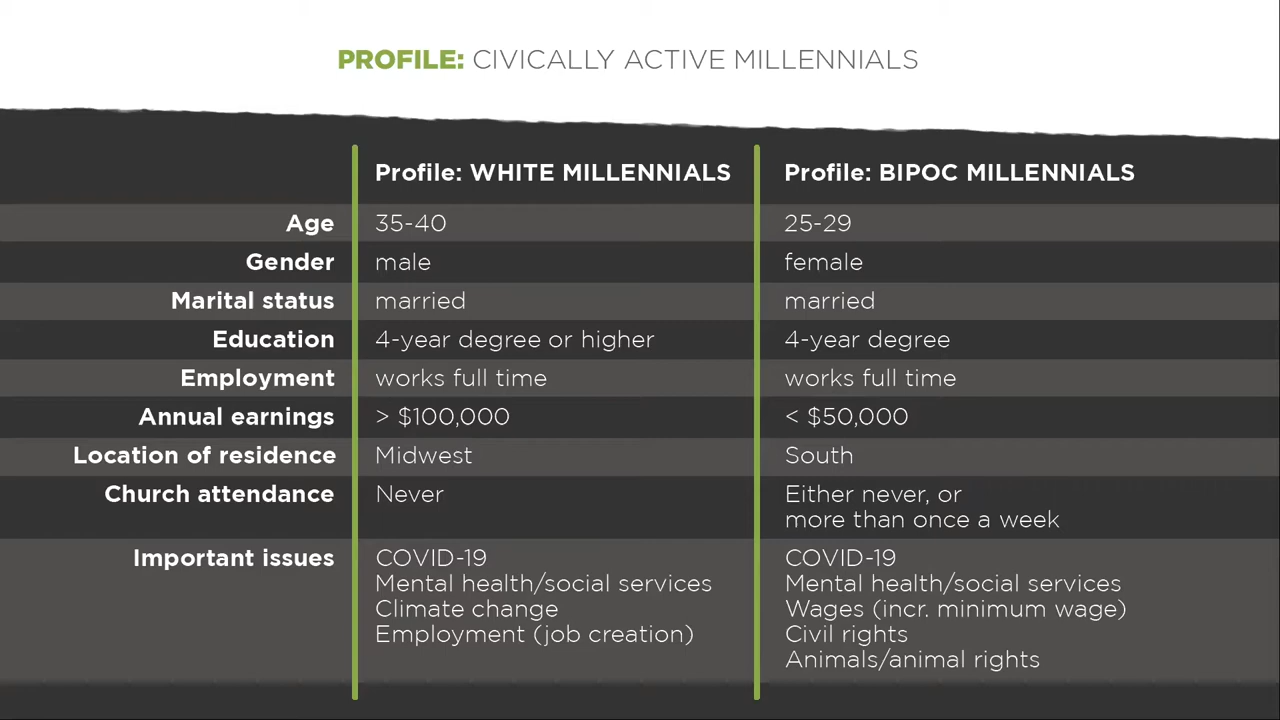 PROFILE: CIVICALLY ACTIVE MILLENNIALS
Profile: WHITE MILLENNIALS Profile: BIPOC MILLENNIALS
Age 35-40 25-29
Gender male female
Marital status married married
Education 4-year degree or higher 4-year degree
Employment works full time works full time
Annual earnings > $100,000 < $50,000
Location of residence Midwest South
Church attendance Never Either never, or
more than once a week
Important issues COVID-19 COVID-19
Mental health/social services Mental health/social services
Climate change Wages (incr. minimum wage)
Employment (job creation) Civil rights
Animals/animal rights